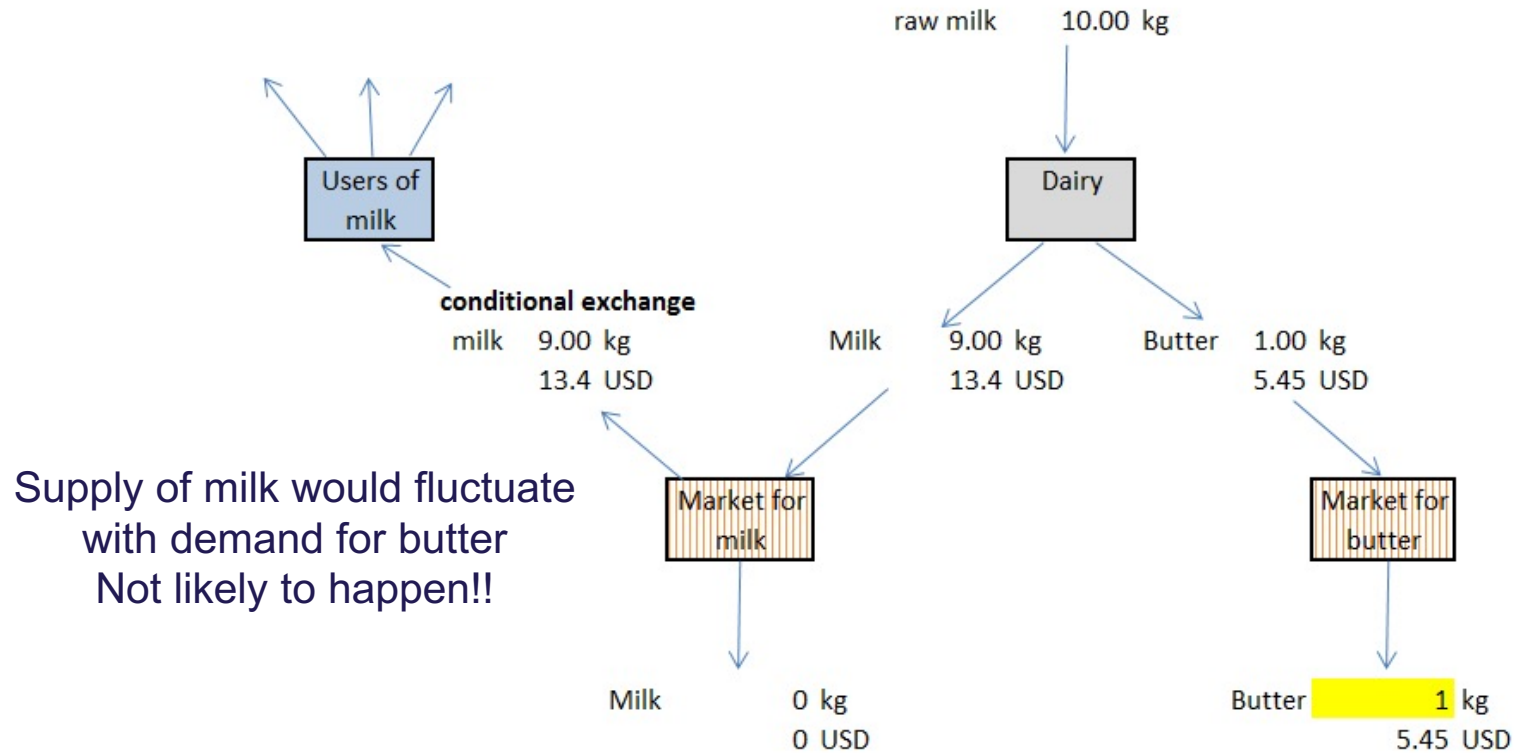 raw milk 10.00 kg
Users of
milk
Dairy
conditional exchange
milk 9.00 kg
13.4 USD
Milk 9.00 kg
13.4 USD
Butter 1.00 kg
5.45 USD
Supply of milk would fluctuate
with demand for butter
Not likely to happen!!
Market for
milk
Market for
butter
Milk 0 kg
0 USD
Butter 1 kg
5.45 USD